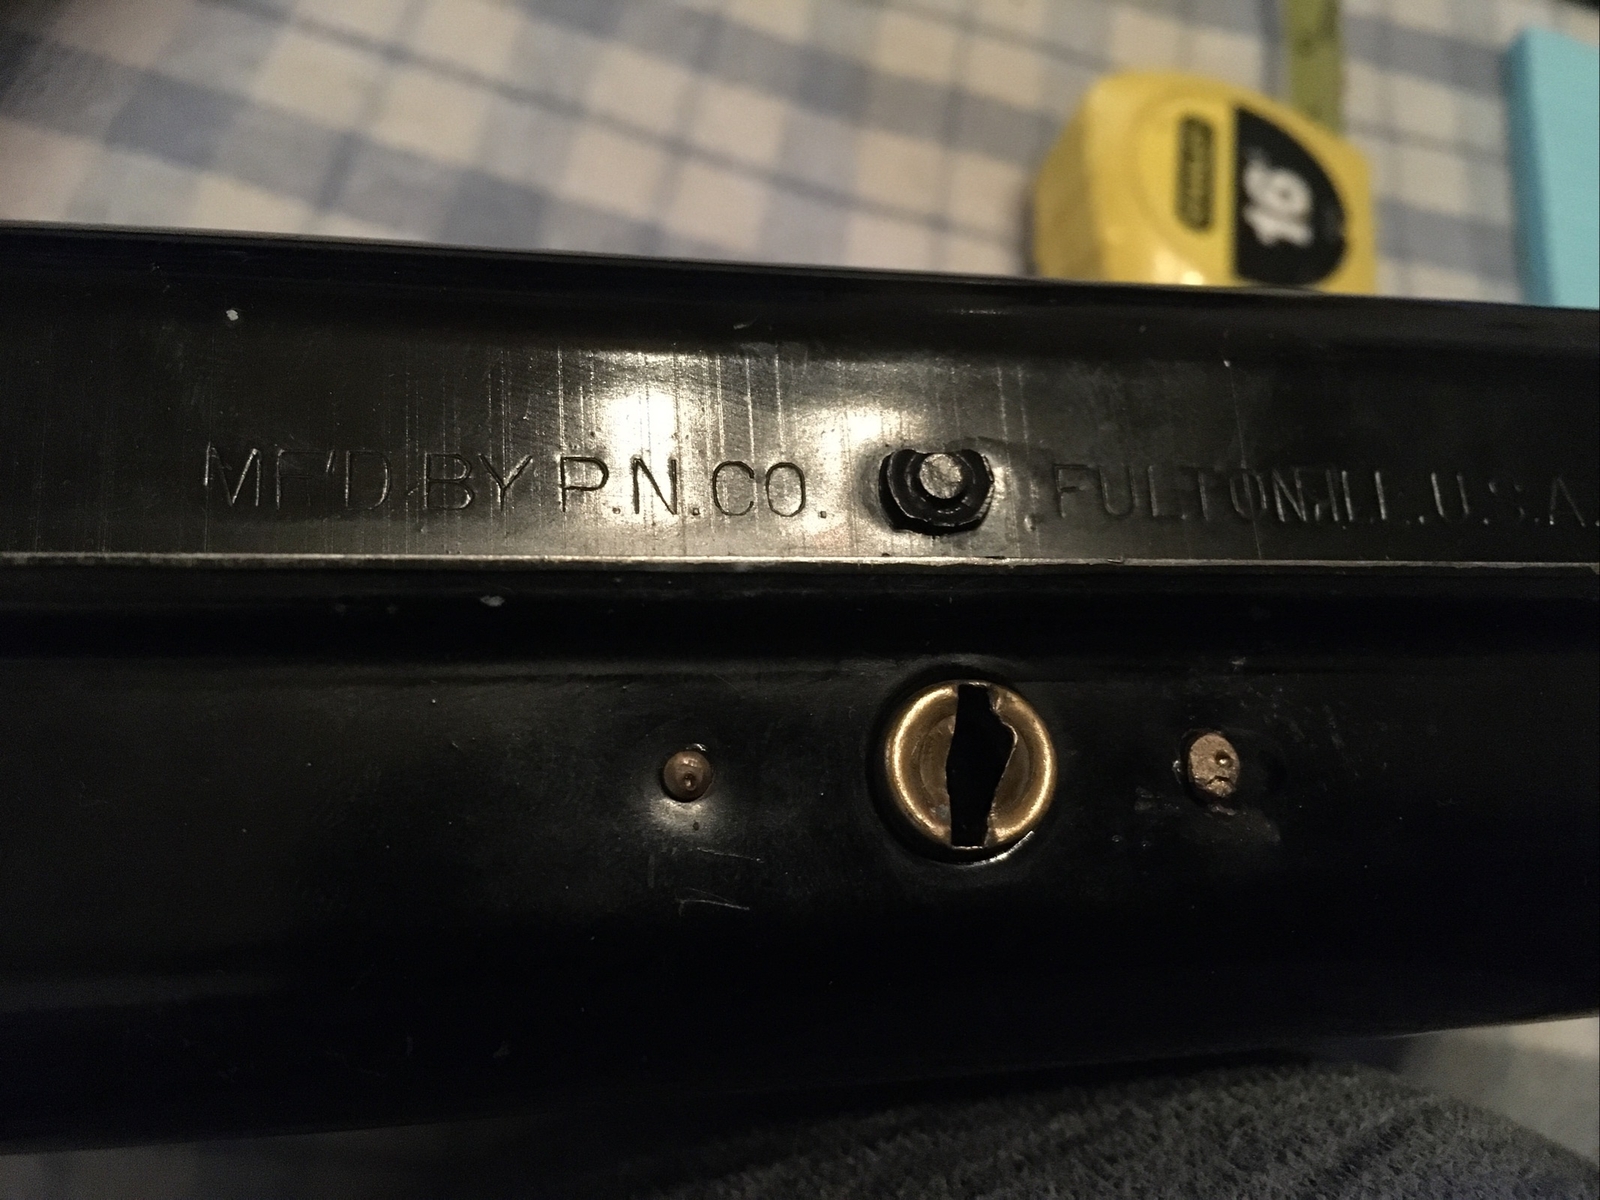 16'
MF'D. BY P.N.CO. FULTON,ILL.U.S.A.